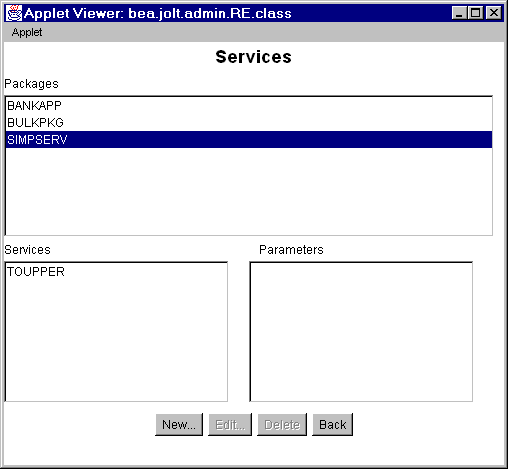 Applet Viewer: bea.jolt.admin.RE.class
Applet
Services
Packages
BANKAPP
BULKPKG
SIMPSERV
Services Parameters
TOUPPER
New... Edit... Delete Back